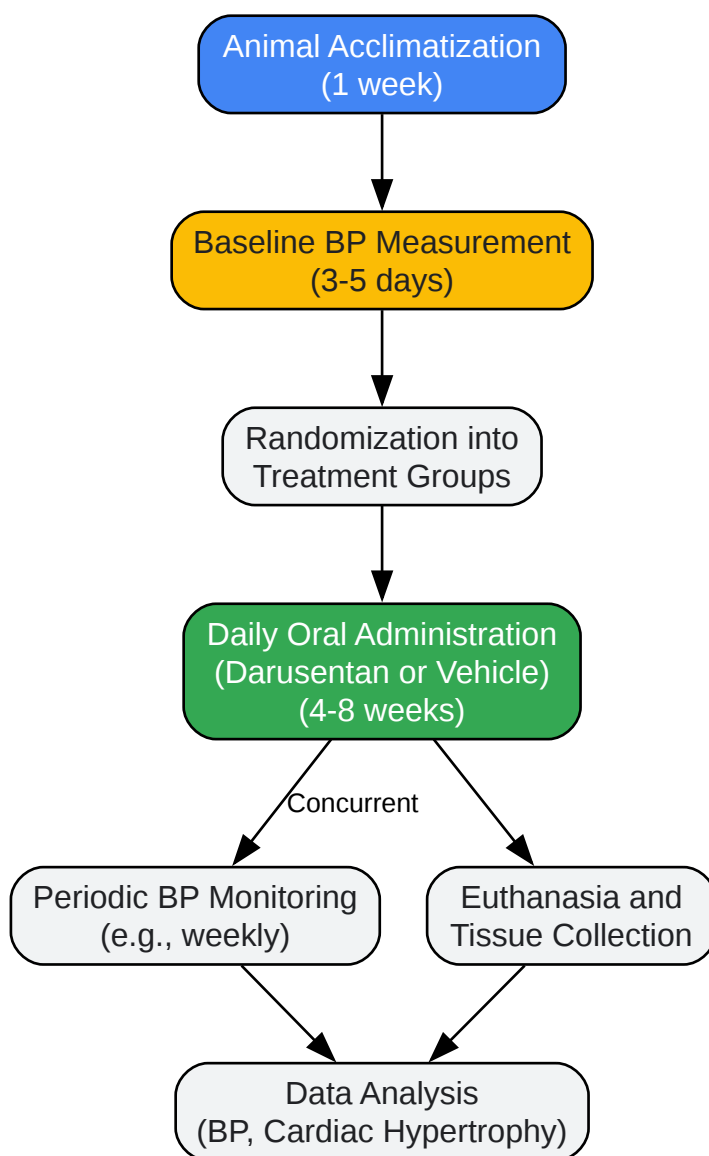 Animal Acclimatization
(1 week)
Baseline BP Measurement
(3-5 days)
Randomization into
Treatment Groups
Daily Oral Administration
(Darusentan or Vehicle)
(4-8 weeks)
Concurrent
Periodic BP Monitoring
(e.g., weekly)
Euthanasia and
Tissue Collection
Data Analysis
(BP, Cardiac Hypertrophy)